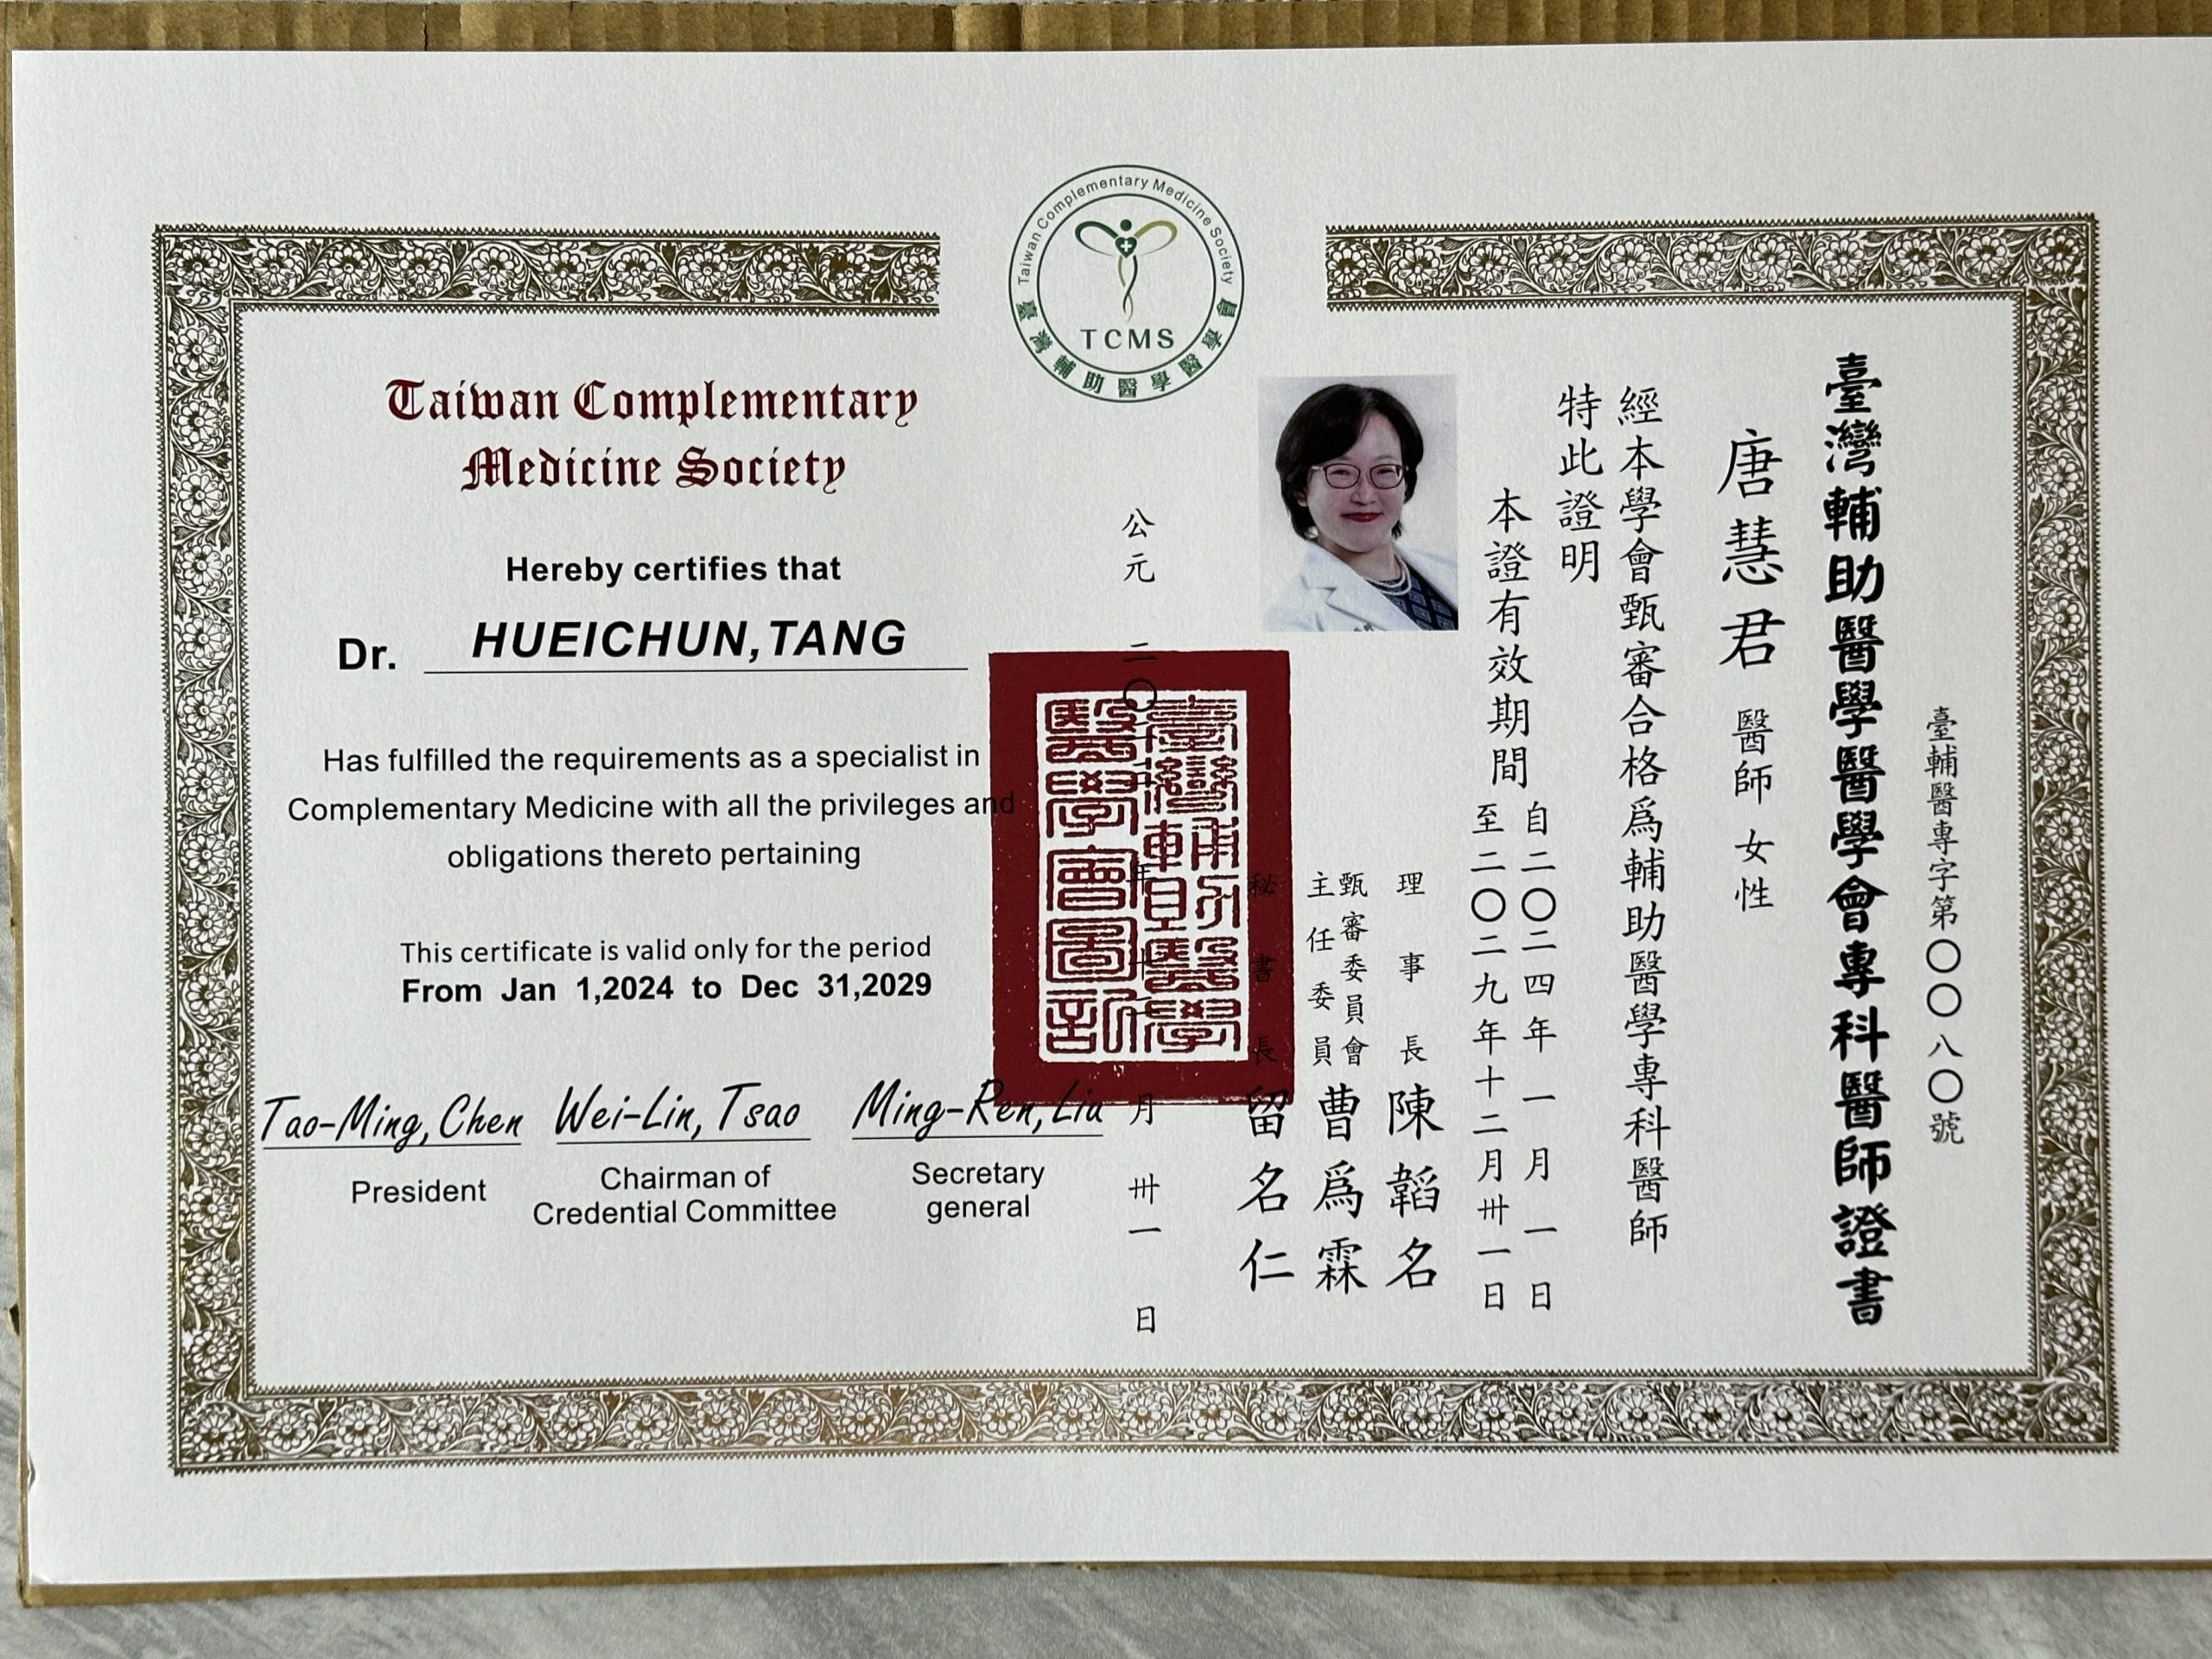 Taiwan Complementary Medicine Society
TCMS
臺灣輔助醫學醫學會
Taiwan Complementary
Medicine Society
Hereby certifies that
Dr. HUEICHUN,TANG
Has fulfilled the requirements as a specialist in
Complementary Medicine with all the privileges and
obligations thereto pertaining
This certificate is valid only for the period
From Jan 1,2024 to Dec 31,2029
Tao-Ming,Chen
President
Wei-Lin,Tsao
Chairman of
Credential Committee
Ming-Ren,Liu
Secretary
general
臺輔醫專字第〇〇八〇號
臺灣輔助醫學醫學會專科醫師證書
唐慧君 醫師 女性
經本學會甄審合格爲輔助醫學專科醫師
特此證明
本證有效期間
自二〇二四年一月一日
至二〇二九年十二月卅一日
理事長 陳韜名
甄審委員會
主任委員 曹爲霖
秘書長 留名仁
臺灣輔助醫學
醫學會圖記
公元二〇二 年十 月卅一日